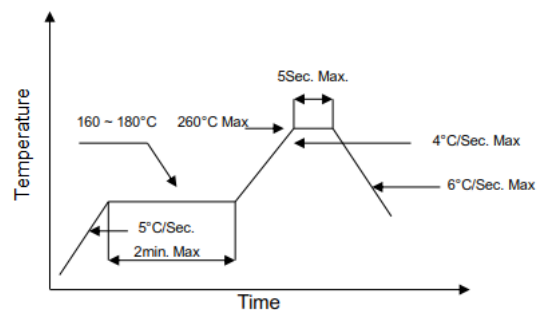 5Sec. Max.
160 ~ 180°C
260°C Max
4°C/Sec. Max
6°C/Sec. Max
5°C/Sec.
2min. Max
Temperature
Time